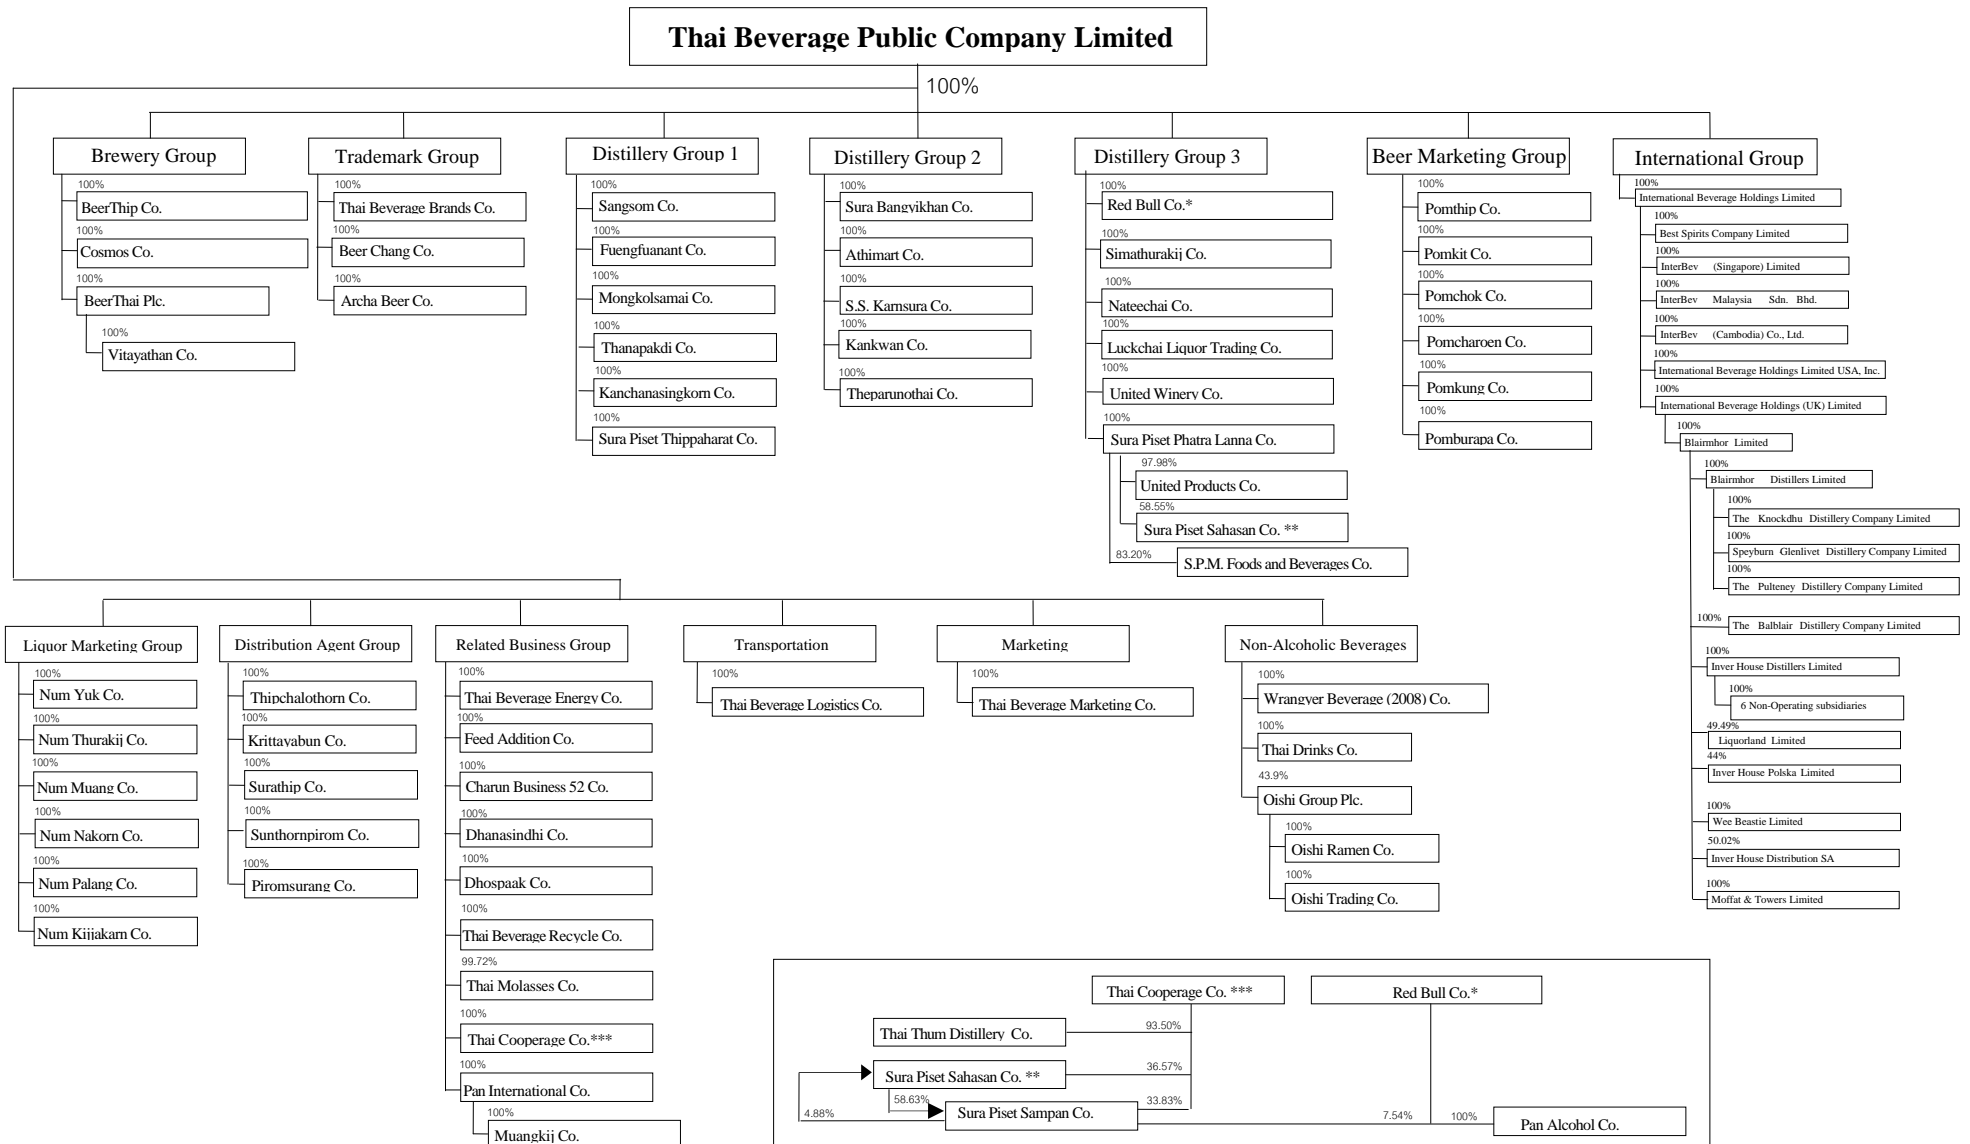 Thai Beverage Public Company Limited
100%
Brewery Group
100%
BeerThip Co.
100%
Cosmos Co.
100%
BeerThai Plc.
100%
Vitayathan Co.
Trademark Group
100%
Thai Beverage Brands Co.
100%
Beer Chang Co.
100%
Archa Beer Co.
Distillery Group 1
100%
Sangsom Co.
100%
Fuengfuanant Co.
100%
Mongkolsamai Co.
100%
Thanapakdi Co.
100%
Kanchanasingkorn Co.
100%
Sura Piset Thippaharat Co.
Distillery Group 2
100%
Sura Bangyikhan Co.
100%
Athimart Co.
100%
S.S. Karnsura Co.
100%
Kankwan Co.
100%
Theparunothai Co.
Distillery Group 3
100%
Red Bull Co.*
100%
Simathurakij Co.
100%
Nateechai Co.
100%
Luckchai Liquor Trading Co.
100%
United Winery Co.
100%
Sura Piset Phatra Lanna Co.
97.98%
United Products Co.
58.55%
Sura Piset Sahasan Co. **
83.20%
S.P.M. Foods and Beverages Co.
Beer Marketing Group
100%
Pomthip Co.
100%
Pomkit Co.
100%
Pomchok Co.
100%
Pomcharoen Co.
100%
Pomkung Co.
100%
Pomburapa Co.
International Group
100%
International Beverage Holdings Limited
100%
Best Spirits Company Limited
100%
InterBev (Singapore) Limited
100%
InterBev Malaysia Sdn. Bhd.
100%
InterBev (Cambodia) Co., Ltd.
100%
International Beverage Holdings Limited USA, Inc.
100%
International Beverage Holdings (UK) Limited
100%
Blairmhor Limited
100%
Blairmhor Distillers Limited
100%
The Knockdhu Distillery Company Limited
100%
Speyburn Glenlivet Distillery Company Limited
100%
The Pulteney Distillery Company Limited
100%
The Balblair Distillery Company Limited
100%
Inver House Distillers Limited
100%
6 Non-Operating subsidiaries
49.49%
Liquorland Limited
44%
Inver House Polska Limited
100%
Wee Beastie Limited
50.02%
Inver House Distribution SA
100%
Moffat & Towers Limited
Liquor Marketing Group
100%
Num Yuk Co.
100%
Num Thurakij Co.
100%
Num Muang Co.
100%
Num Nakorn Co.
100%
Num Palang Co.
100%
Num Kijjakarn Co.
Distribution Agent Group
100%
Thipchalothorn Co.
100%
Krittayabun Co.
100%
Surathip Co.
100%
Sunthornpirom Co.
100%
Piromsurang Co.
Related Business Group
100%
Thai Beverage Energy Co.
100%
Feed Addition Co.
100%
Charun Business 52 Co.
100%
Dhanasindhi Co.
100%
Dhospaak Co.
100%
Thai Beverage Recycle Co.
99.72%
Thai Molasses Co.
100%
Thai Cooperage Co.***
100%
Pan International Co.
100%
Muangkij Co.
Transportation
100%
Thai Beverage Logistics Co.
Marketing
100%
Thai Beverage Marketing Co.
Non-Alcoholic Beverages
100%
Wrangyer Beverage (2008) Co.
100%
Thai Drinks Co.
43.9%
Oishi Group Plc.
100%
Oishi Ramen Co.
100%
Oishi Trading Co.
Thai Cooperage Co. ***
Red Bull Co.*
Thai Thum Distillery Co.
93.50%
Sura Piset Sahasan Co. **
36.57%
58.63%
4.88%
Sura Piset Sampan Co.
33.83%
7.54%
100%
Pan Alcohol Co.